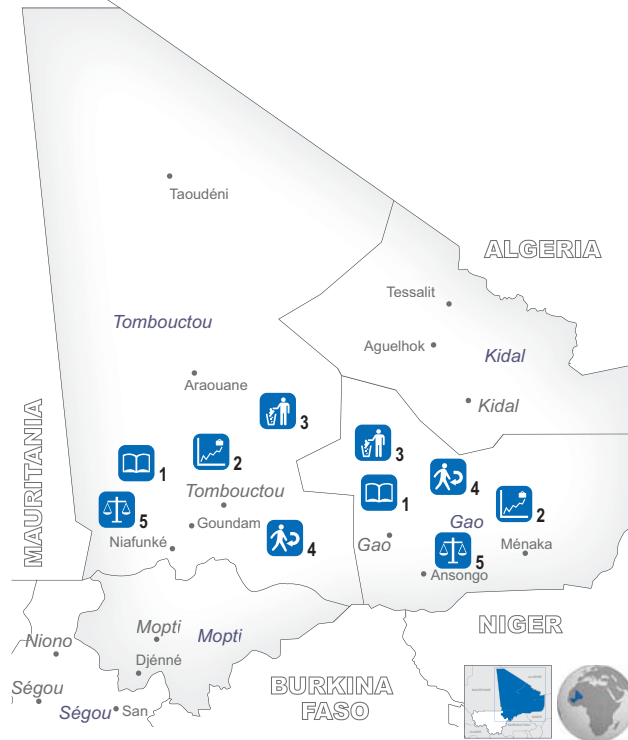 Taoudéni
ALGERIA
Tessalit
Tombouctou
Aguelhok
Kidal
Araouane
Kidal
MAURITANIA
3
3
2
1
4
1
Tombouctou
2
5
Gao
Goundam
Gao
Niafunké
4
5
Ménaka
Ansongo
Mopti
Mopti
NIGER
Niono
Djénné
BURKINA
FASO
Ségou
Ségou
San